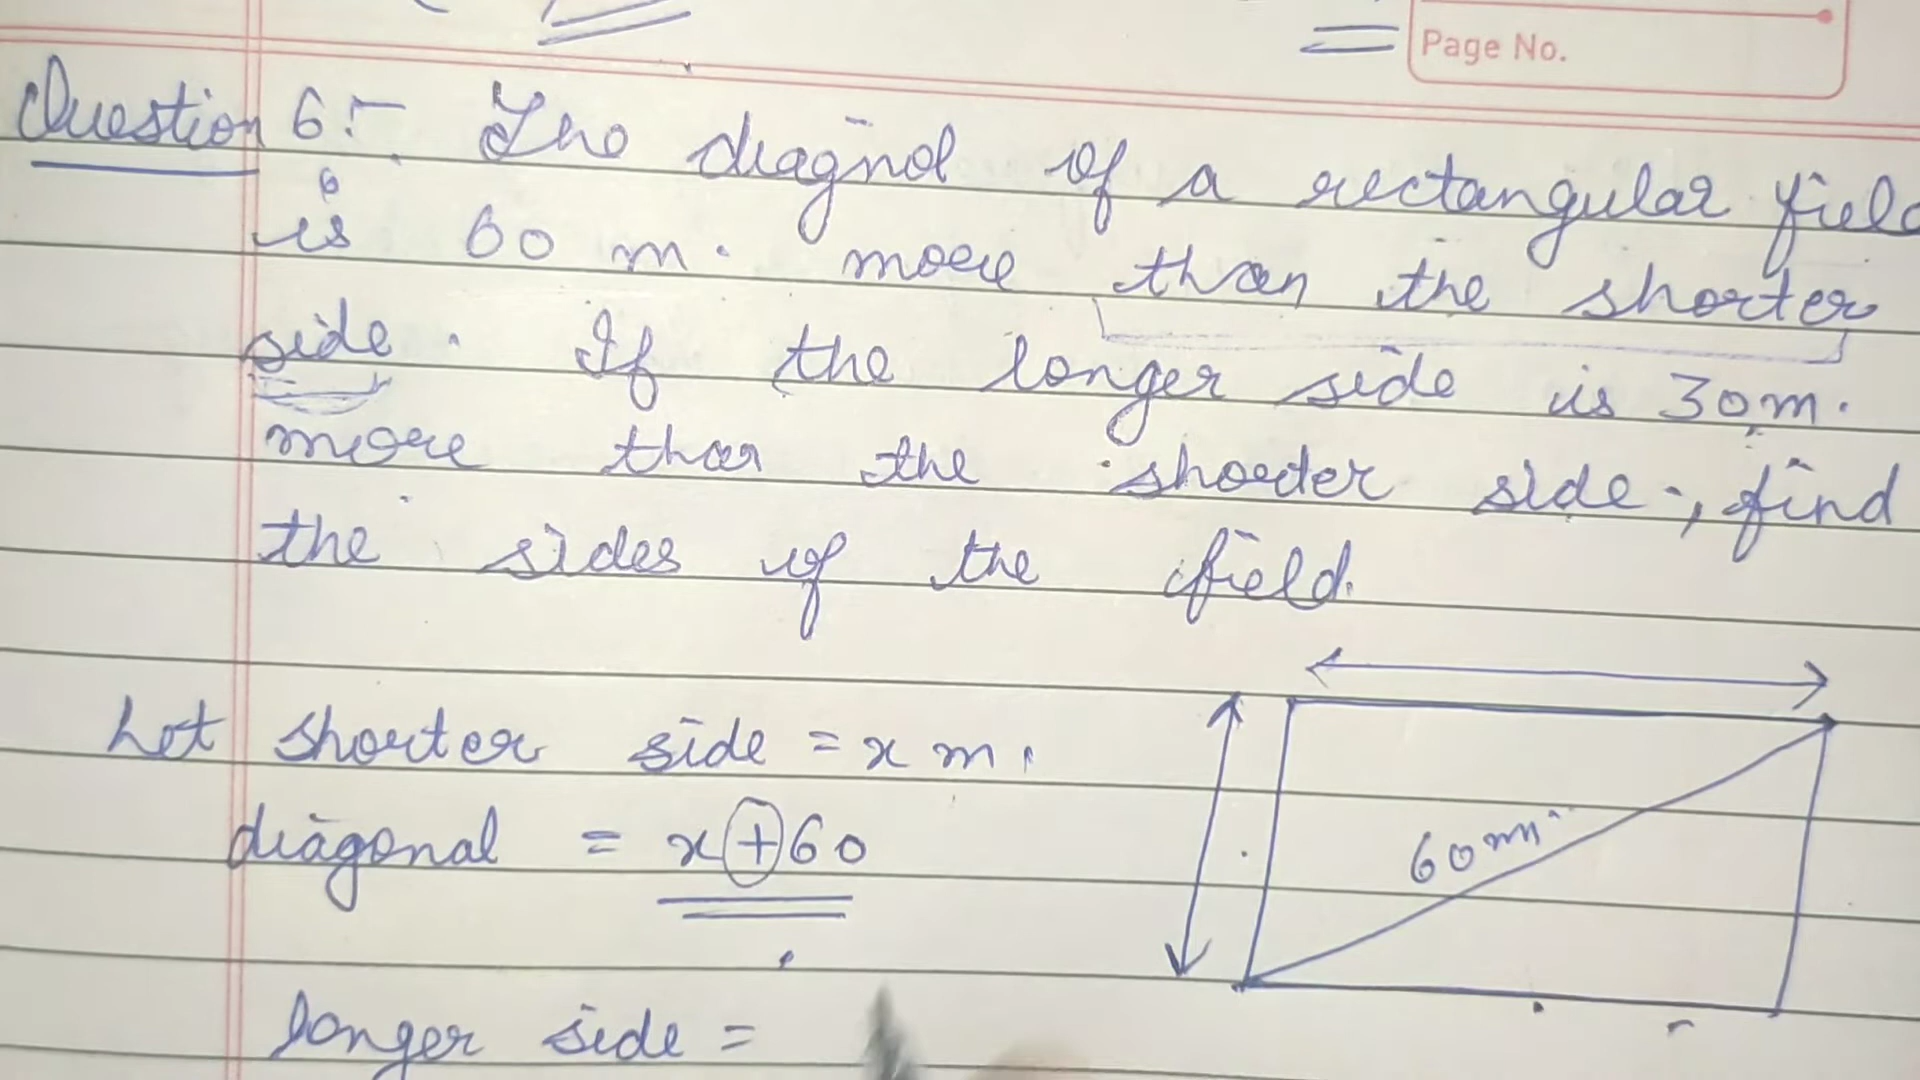 Page No.
Question 6:- The diagnol of a rectangular field
is 60 m. more than the shorter
side. If the longer side is 30m.
more than the shorter side, find
the sides of the field.
Let shorter side = x m.
diagonal = x + 60
60 m
longer side =